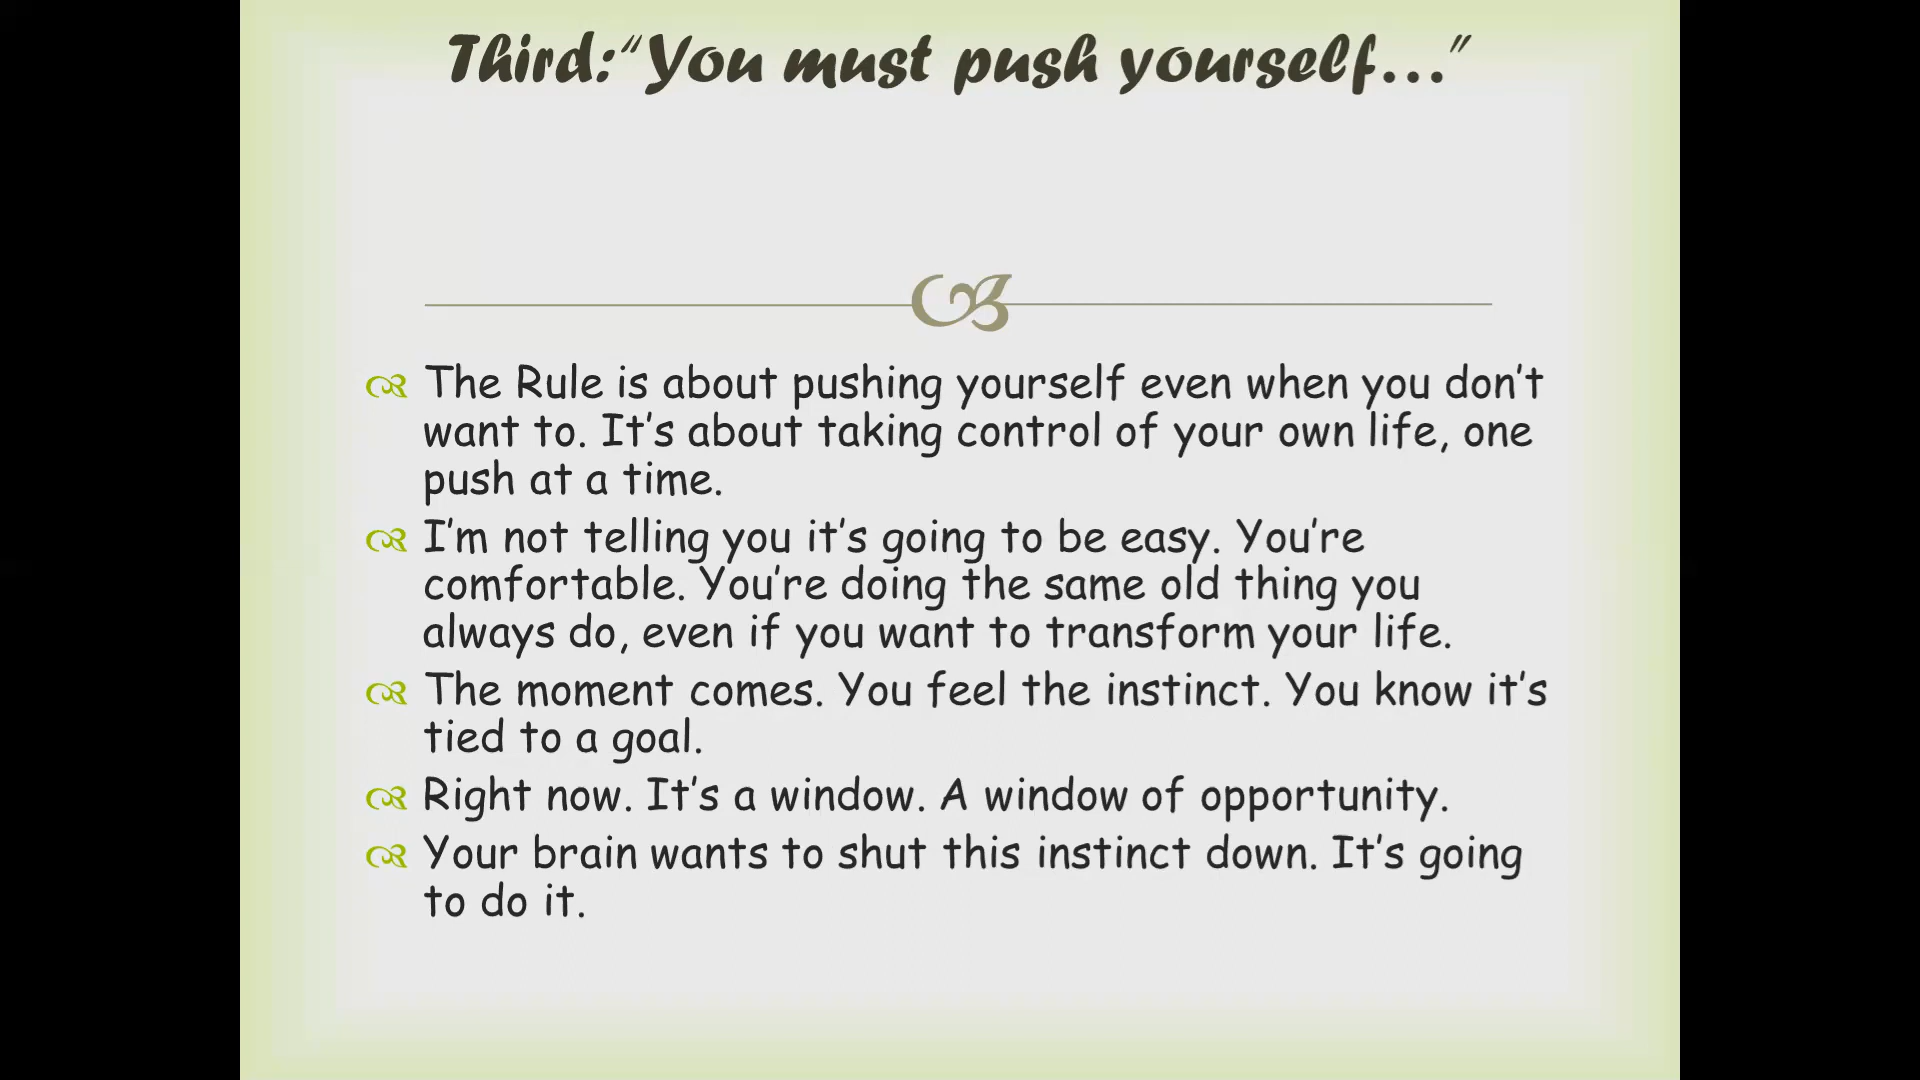 Third:“You must push yourself…”
The Rule is about pushing yourself even when you don’t
want to. It’s about taking control of your own life, one
push at a time.
I’m not telling you it’s going to be easy. You’re
comfortable. You’re doing the same old thing you
always do, even if you want to transform your life.
The moment comes. You feel the instinct. You know it’s
tied to a goal.
Right now. It’s a window. A window of opportunity.
Your brain wants to shut this instinct down. It’s going
to do it.